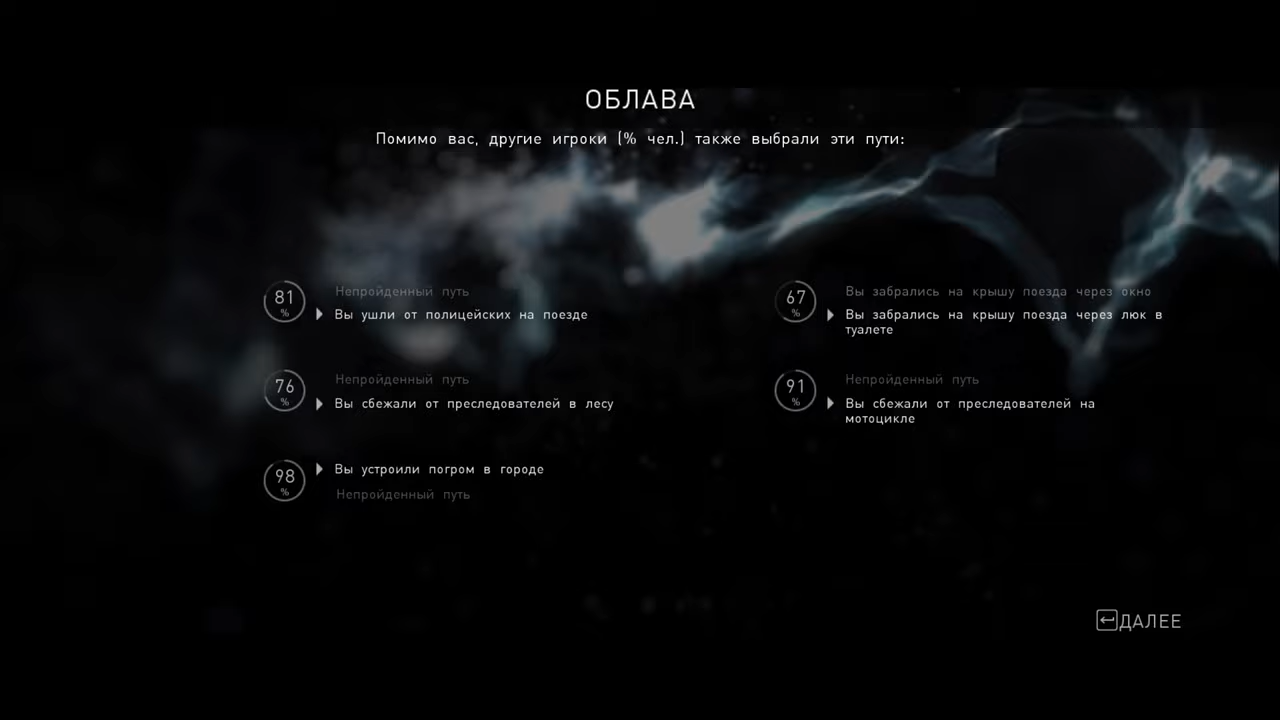 ОБЛАВА
Помимо вас, другие игроки (% чел.) также выбрали эти пути:
81
%
Непройденный путь
Вы ушли от полицейских на поезде
67
%
Вы забрались на крышу поезда через окно
Вы забрались на крышу поезда через люк в
туалете
76
%
Непройденный путь
Вы сбежали от преследователей в лесу
91
%
Непройденный путь
Вы сбежали от преследователей на
мотоцикле
98
%
Вы устроили погром в городе
Непройденный путь
ДАЛЕЕ